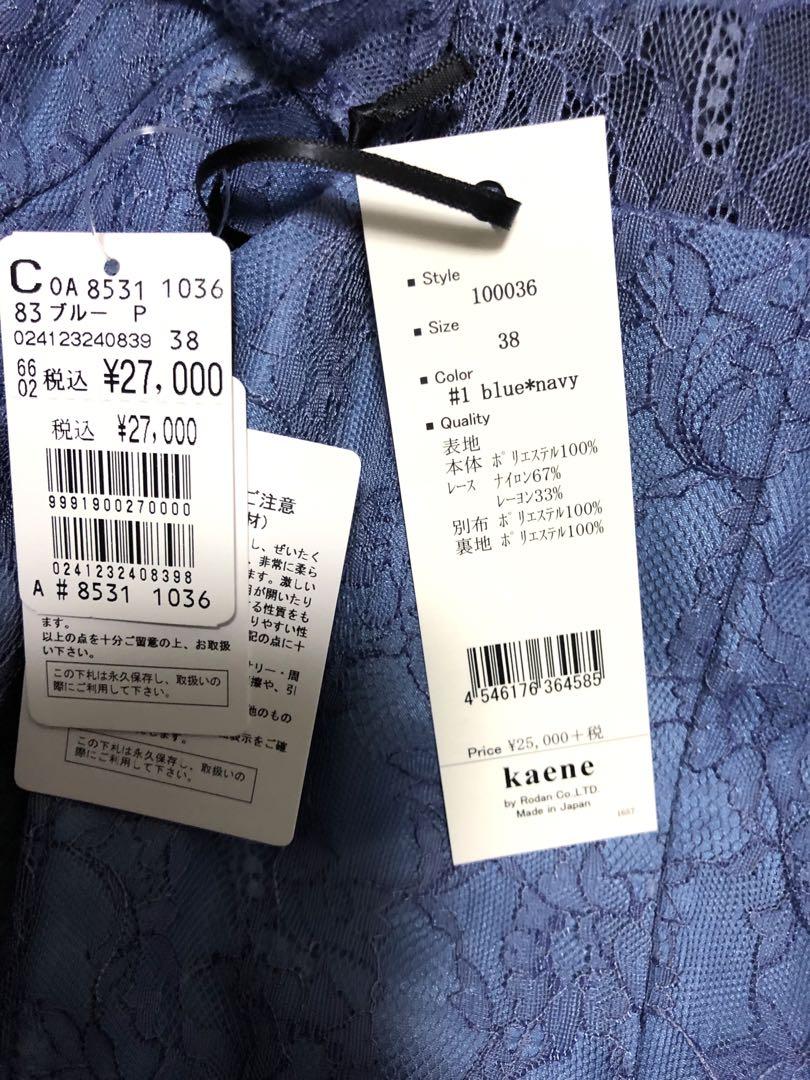 C 0A 8531 1036
83 ブルー P
024123240839 38
6602 税込 ¥27,000
税込 ¥27,000
9991900270000
0241232408398
A # 8531 1036
ます。
以上の点を十分ご留意の上、お取扱
い下さい。
この下札は永久保存し、取扱いの
際にご利用して下さい。
ご注意
材)
し、ぜいたく
、非常に柔ら
ます。激しい
目が開いたり
る性質をも
りやすい性
記の点に十
ナリー・周
擦や、引
他のもの
表示をご確
ます。
この下札は永久保存し、取扱いの
際にご利用して下さい。
■ Style
100036
■ Size
38
■ Color
#1 blue*navy
■ Quality
表地
本体 ポリエステル100%
レース ナイロン67%
レーヨン33%
別布 ポリエステル100%
裏地 ポリエステル100%
4 546176 364585
Price ¥25,000+税
kaene
by Rodan Co.,LTD.
Made in Japan
1687